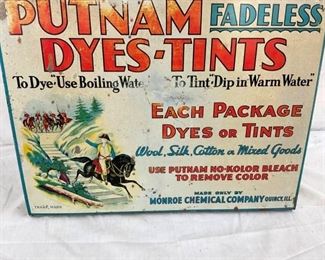 PUTNAM FADELESS
DYES-TINTS
To Dye "Use Boiling Wate To Tint "Dip in Warm Water"
EACH PACKAGE
DYES OR TINTS
Wool, Silk, Cotton or Mixed Goods
USE PUTNAM NO-KOLOR BLEACH
TO REMOVE COLOR
MADE ONLY BY
MONROE CHEMICAL COMPANY QUINCY, ILL.
TRADE MARK